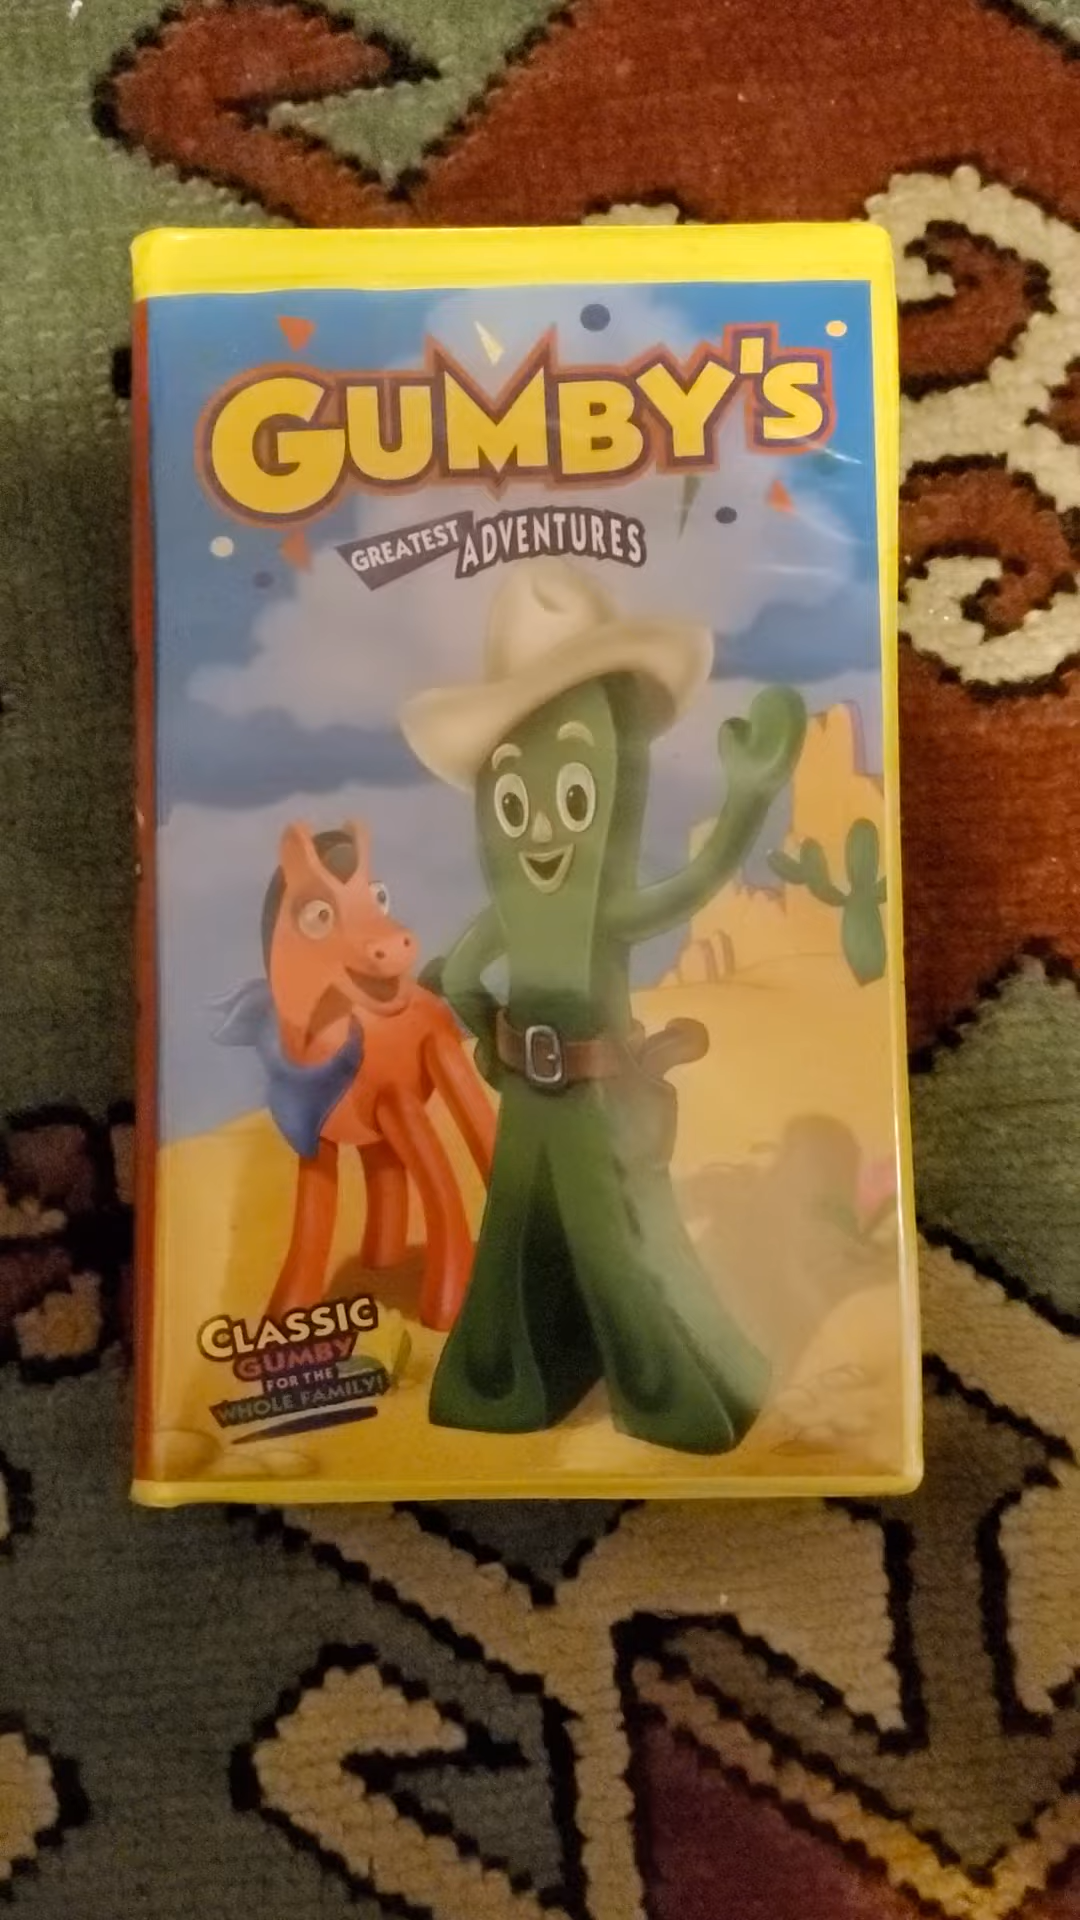 GUMBY'S
GREATEST ADVENTURES
CLASSIC
GUMBY
FOR THE
WHOLE FAMILY!